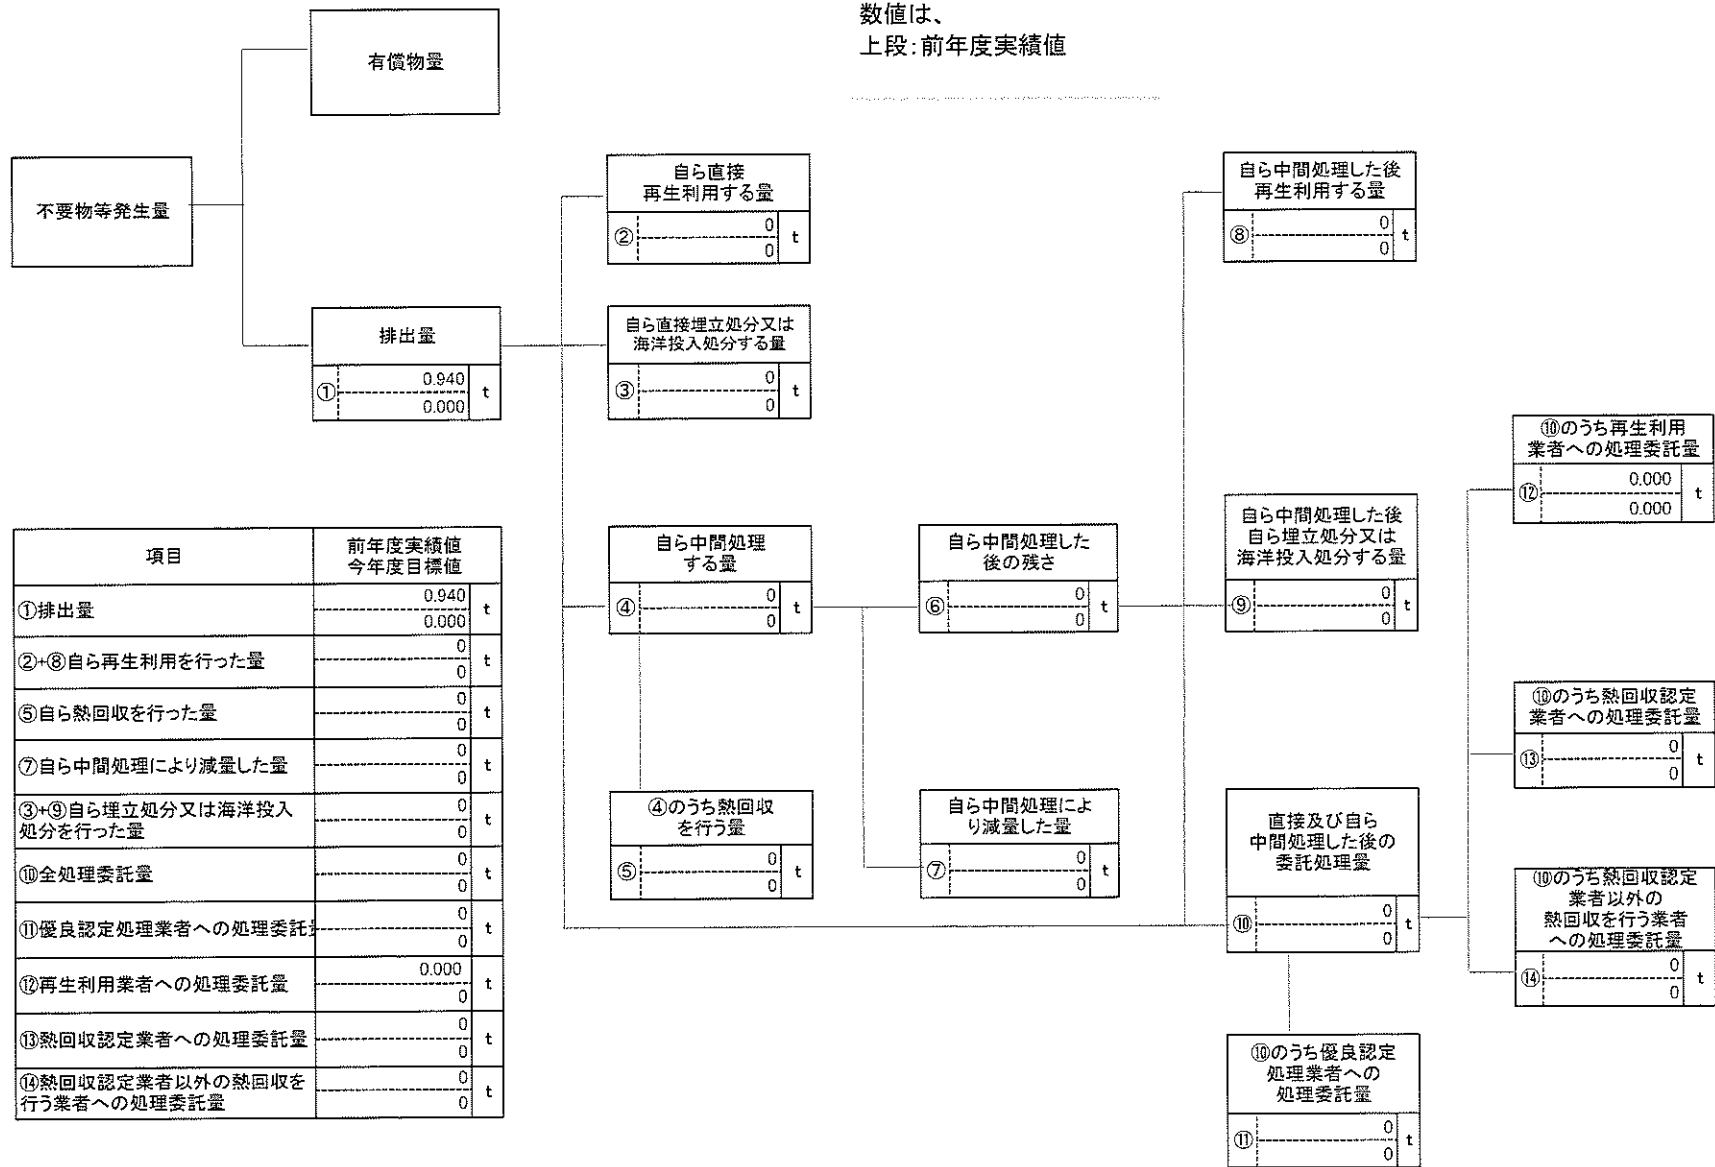 数値は、
上段:前年度実績値
有償物量
不要物等発生量
排出量
① 0.940 t
0.000
自ら直接
再生利用する量
② 0 t
0
自ら直接埋立処分又は
海洋投入処分する量
③ 0 t
0
自ら中間処理
する量
④ 0 t
0
④のうち熱回収
を行う量
⑤ 0 t
0
自ら中間処理した
後の残さ
⑥ 0 t
0
自ら中間処理によ
り減量した量
⑦ 0 t
0
自ら中間処理した後
再生利用する量
⑧ 0 t
0
自ら中間処理した後
自ら埋立処分又は
海洋投入処分する量
⑨ 0 t
0
直接及び自ら
中間処理した後の
委託処理量
⑩ 0 t
0
⑩のうち優良認定
処理業者への
処理委託量
⑪ 0 t
0
⑩のうち再生利用
業者への処理委託量
⑫ 0.000 t
0.000
⑩のうち熱回収認定
業者への処理委託量
⑬ 0 t
0
⑩のうち熱回収認定
業者以外の
熱回収を行う業者
への処理委託量
⑭ 0 t
0
項目 前年度実績値
今年度目標値
①排出量 0.940 t
0.000
②+⑧自ら再生利用を行った量 0 t
0
⑤自ら熱回収を行った量 0 t
0
⑦自ら中間処理により減量した量 0 t
0
③+⑨自ら埋立処分又は海洋投入
処分を行った量 0 t
0
⑩全処理委託量 0 t
0
⑪優良認定処理業者への処理委託 0 t
0
⑫再生利用業者への処理委託量 0.000 t
0
⑬熱回収認定業者への処理委託量 0 t
0
⑭熱回収認定業者以外の熱回収を
行う業者への処理委託量 0 t
0